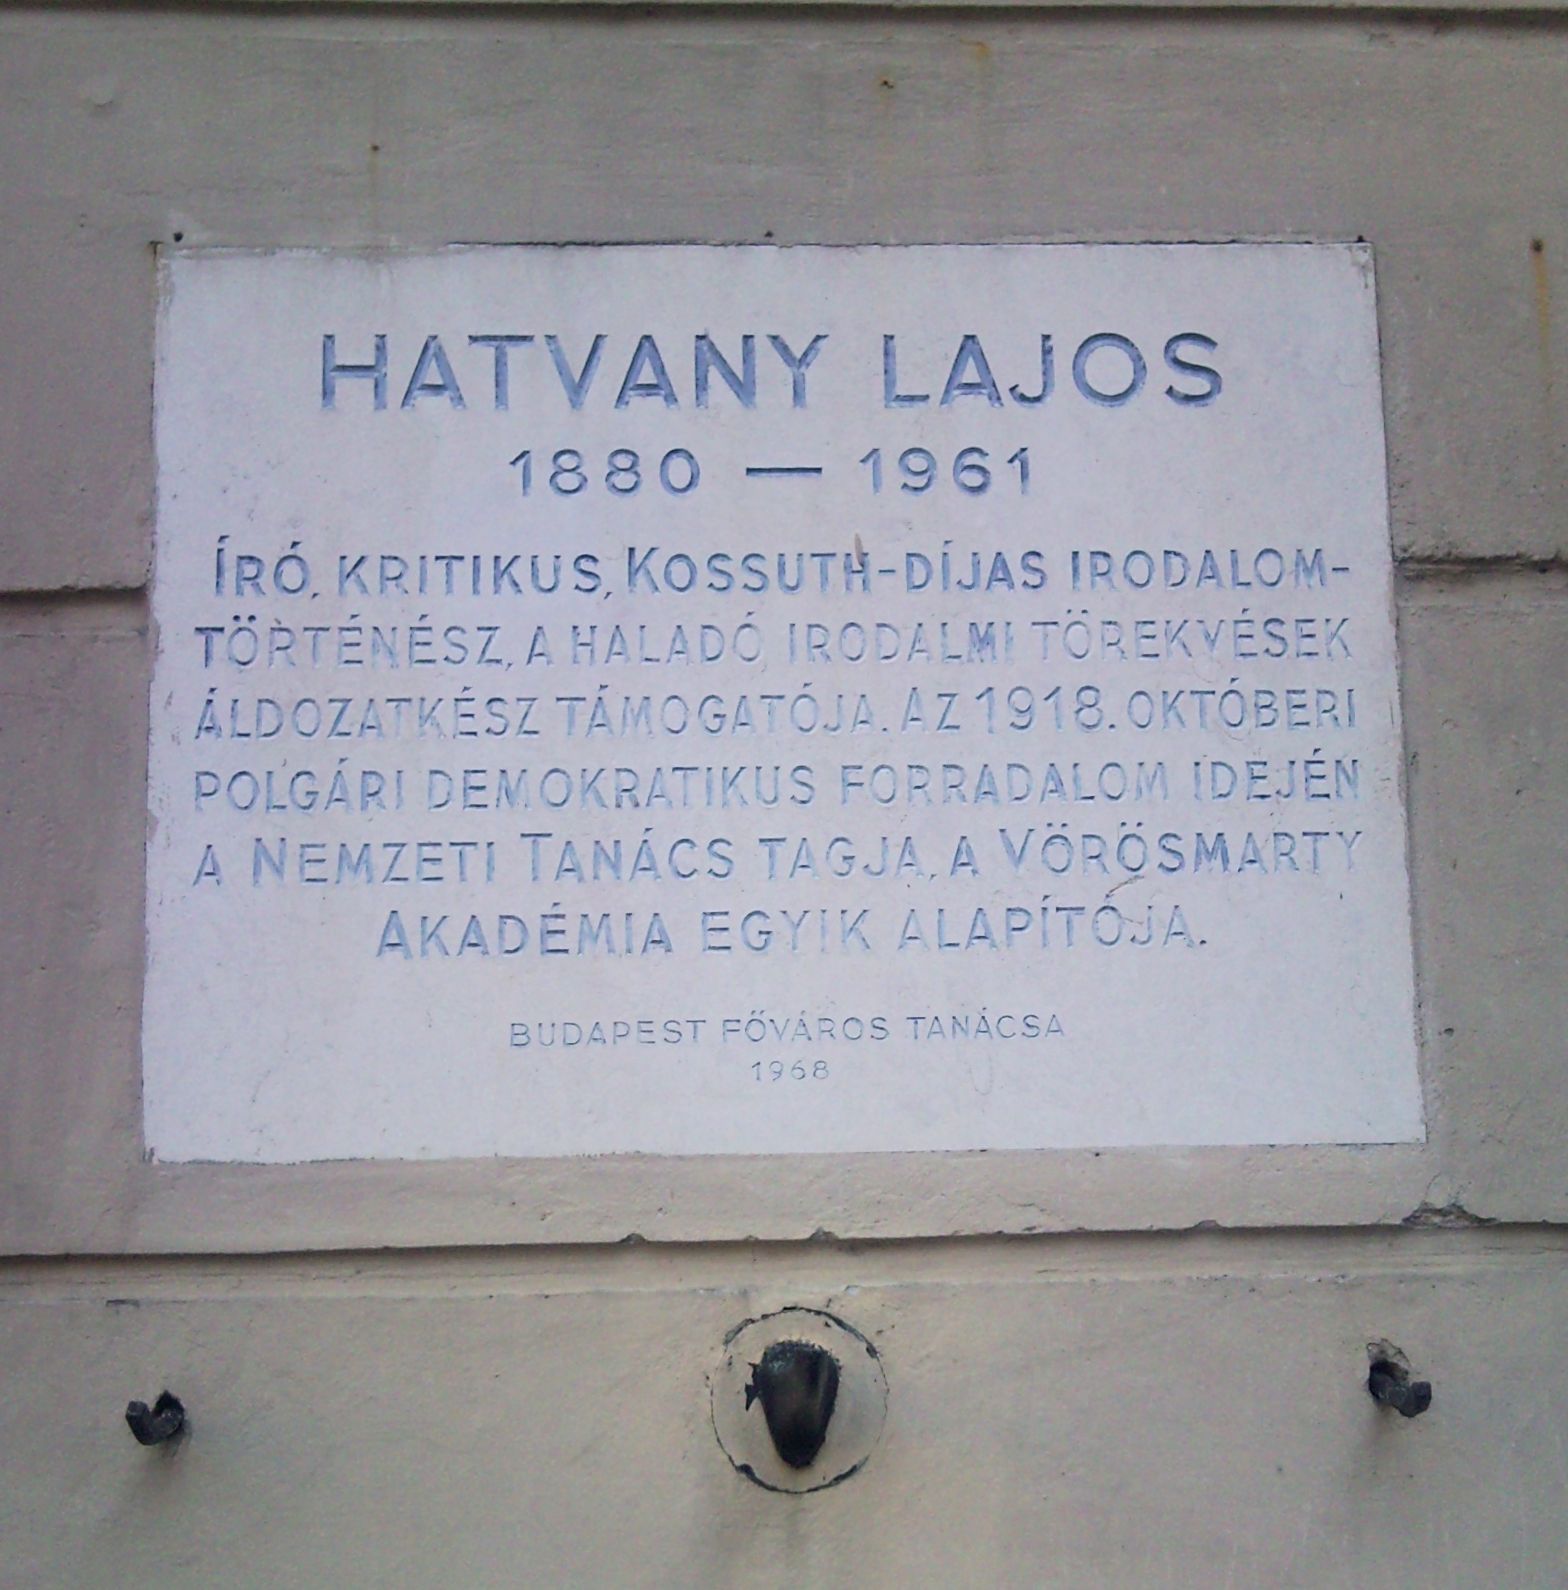 HATVANY LAJOS
1880 — 1961
ÍRÓ, KRITIKUS, KOSSUTH-DÍJAS IRODALOM-
TÖRTÉNÉSZ, A HALADÓ IRODALMI TÖREKVÉSEK
ÁLDOZATKÉSZ TÁMOGATÓJA. AZ 1918. OKTÓBERI
POLGÁRI DEMOKRATIKUS FORRADALOM IDEJÉN
A NEMZETI TANÁCS TAGJA, A VÖRÖSMARTY
AKADÉMIA EGYIK ALAPÍTÓJA.
BUDAPEST FŐVÁROS TANÁCSA
1968